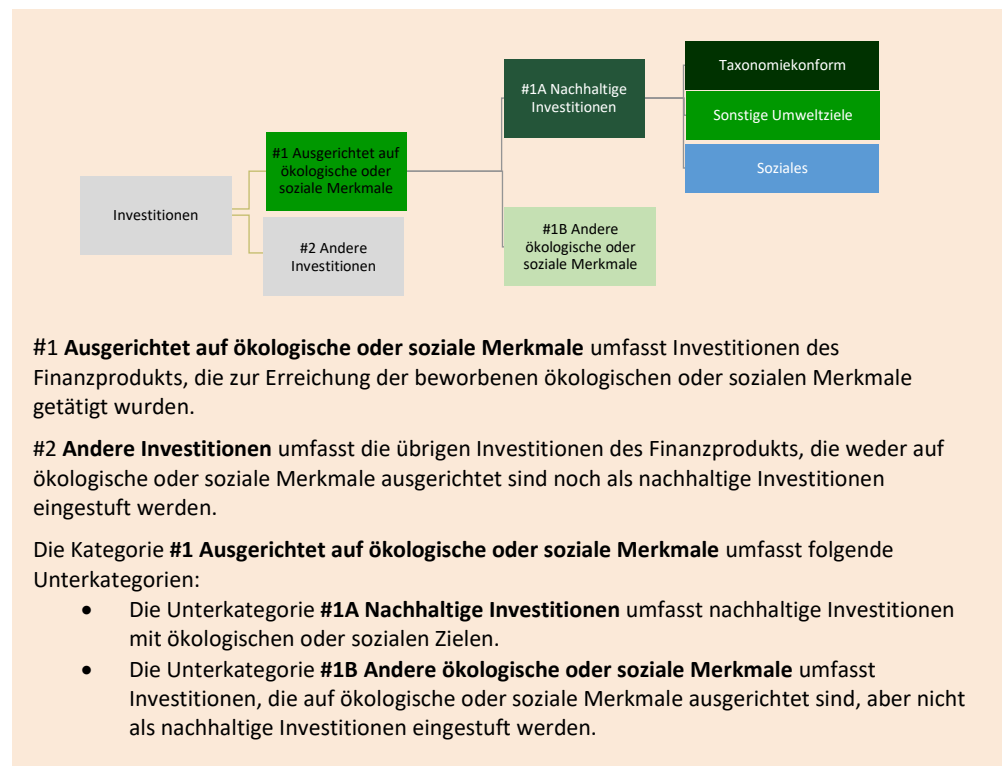 Taxonomiekonform
#1A Nachhaltige
Investitionen
Sonstige Umweltziele
#1 Ausgerichtet auf
ökologische oder
soziale Merkmale
Soziales
Investitionen
#2 Andere
Investitionen
#1B Andere
ökologische oder
soziale Merkmale
#1 Ausgerichtet auf ökologische oder soziale Merkmale umfasst Investitionen des
Finanzprodukts, die zur Erreichung der beworbenen ökologischen oder sozialen Merkmale
getätigt wurden.
#2 Andere Investitionen umfasst die übrigen Investitionen des Finanzprodukts, die weder auf
ökologische oder soziale Merkmale ausgerichtet sind noch als nachhaltige Investitionen
eingestuft werden.
Die Kategorie #1 Ausgerichtet auf ökologische oder soziale Merkmale umfasst folgende
Unterkategorien:
• Die Unterkategorie #1A Nachhaltige Investitionen umfasst nachhaltige Investitionen
mit ökologischen oder sozialen Zielen.
• Die Unterkategorie #1B Andere ökologische oder soziale Merkmale umfasst
Investitionen, die auf ökologische oder soziale Merkmale ausgerichtet sind, aber nicht
als nachhaltige Investitionen eingestuft werden.